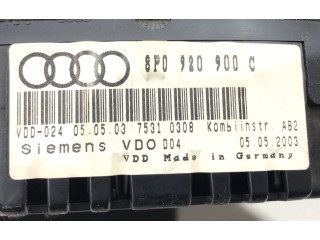 8P0 920 900 C
VDD-024 05.05.03 7531 0308 Kombiinstr. AB2
Siemens VDO D04 05.05.2003
VDD Made in Germany